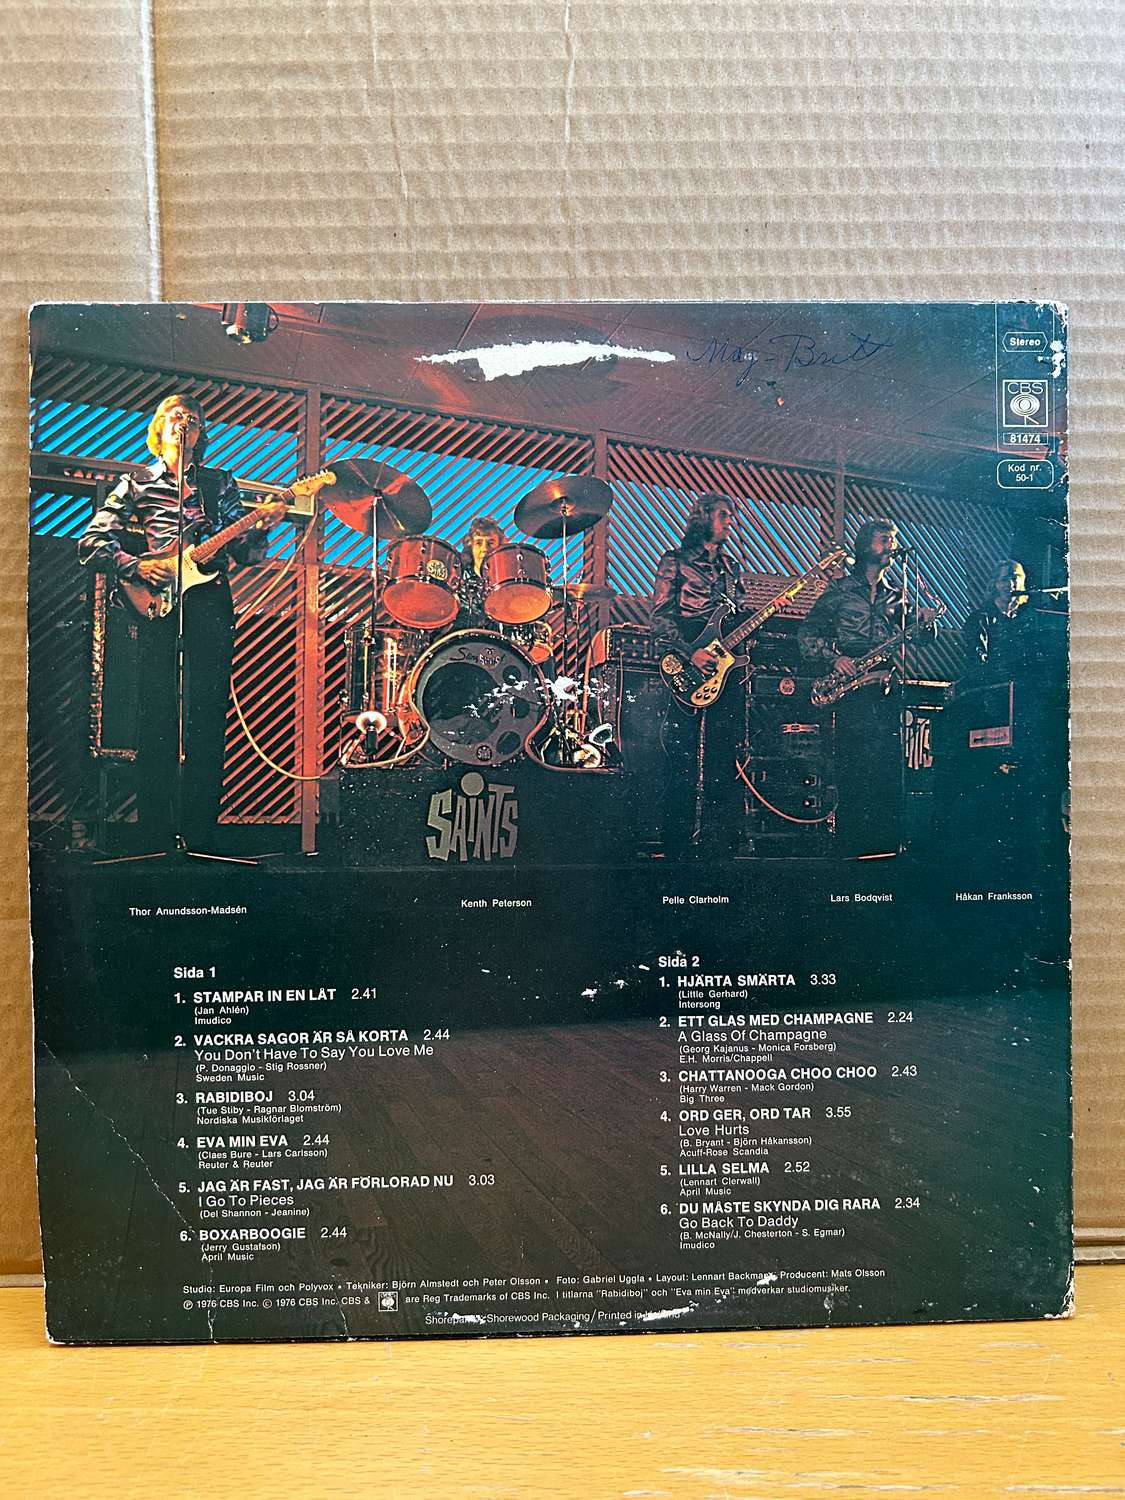 Maj-Britt
Stereo
CBS
81474
Kod nr.
50-1
SAINTS
Thor Anundsson-Madsén
Kenth Peterson
Pelle Clarholm
Lars Bodqvist
Håkan Franksson
Sida 1
1. STAMPAR IN EN LÅT 2.41
(Jan Ahlén)
Imudico
2. VACKRA SAGOR ÄR SÅ KORTA 2.44
You Don't Have To Say You Love Me
(P. Donaggio - Stig Rossner)
Sweden Music
3. RABIDIBOJ 3.04
(Tue Stiby - Ragnar Blomström)
Nordiska Musikförlaget
4. EVA MIN EVA 2.44
(Claes Bure - Lars Carlsson)
Reuter & Reuter
5. JAG ÄR FAST, JAG ÄR FÖRLORAD NU 3.03
I Go To Pieces
(Del Shannon - Jeanine)
6. BOXARBOOGIE 2.44
(Jerry Gustafson)
April Music
Sida 2
1. HJÄRTA SMÄRTA 3.33
(Little Gerhard)
Intersong
2. ETT GLAS MED CHAMPAGNE 2.24
A Glass Of Champagne
(Georg Kajanus - Monica Forsberg)
E.H. Morris/Chappell
3. CHATTANOOGA CHOO CHOO 2.43
(Harry Warren - Mack Gordon)
Big Three
4. ORD GER, ORD TAR 3.55
Love Hurts
(B. Bryant - Björn Håkansson)
Acuff-Rose Scandia
5. LILLA SELMA 2.52
(Lennart Clerwall)
April Music
6. DU MÅSTE SKYNDA DIG RARA 2.34
Go Back To Daddy
(B. McNally/J. Chesterton - S. Egmar)
Imudico
Studio: Europa Film och Polyvox • Tekniker: Björn Almstedt och Peter Olsson • Foto: Gabriel Uggla • Layout: Lennart Backman • Producent: Mats Olsson
℗ 1976 CBS Inc. © 1976 CBS Inc. CBS & CBS are Reg Trademarks of CBS Inc. I titlarna "Rabidiboj" och "Eva min Eva" medverkar studiomusiker.
Shorewood Packaging/Printed in